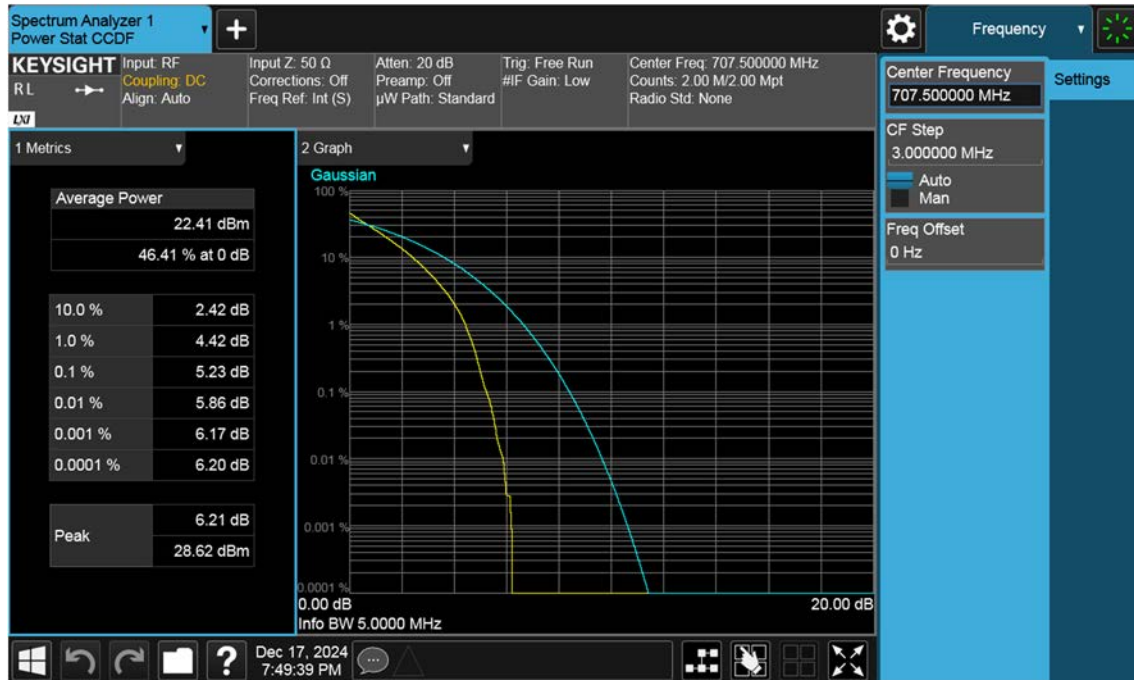 Spectrum Analyzer 1
Power Stat CCDF
Frequency
KEYSIGHT
R L
LXI
Input: RF
Coupling: DC
Align: Auto
Input Z: 50 Ω
Corrections: Off
Freq Ref: Int (S)
Atten: 20 dB
Preamp: Off
µW Path: Standard
Trig: Free Run
#IF Gain: Low
Center Freq: 707.500000 MHz
Counts: 2.00 M/2.00 Mpt
Radio Std: None
Center Frequency
707.500000 MHz
Settings
CF Step
3.000000 MHz
Auto
Man
Freq Offset
0 Hz
1 Metrics
Average Power
22.41 dBm
46.41 % at 0 dB
10.0 % 2.42 dB
1.0 % 4.42 dB
0.1 % 5.23 dB
0.01 % 5.86 dB
0.001 % 6.17 dB
0.0001 % 6.20 dB
Peak
6.21 dB
28.62 dBm
2 Graph
Gaussian
100 %
10 %
1 %
0.1 %
0.01 %
0.001 %
0.0001 %
0.00 dB 20.00 dB
Info BW 5.0000 MHz
?
Dec 17, 2024
7:49:39 PM